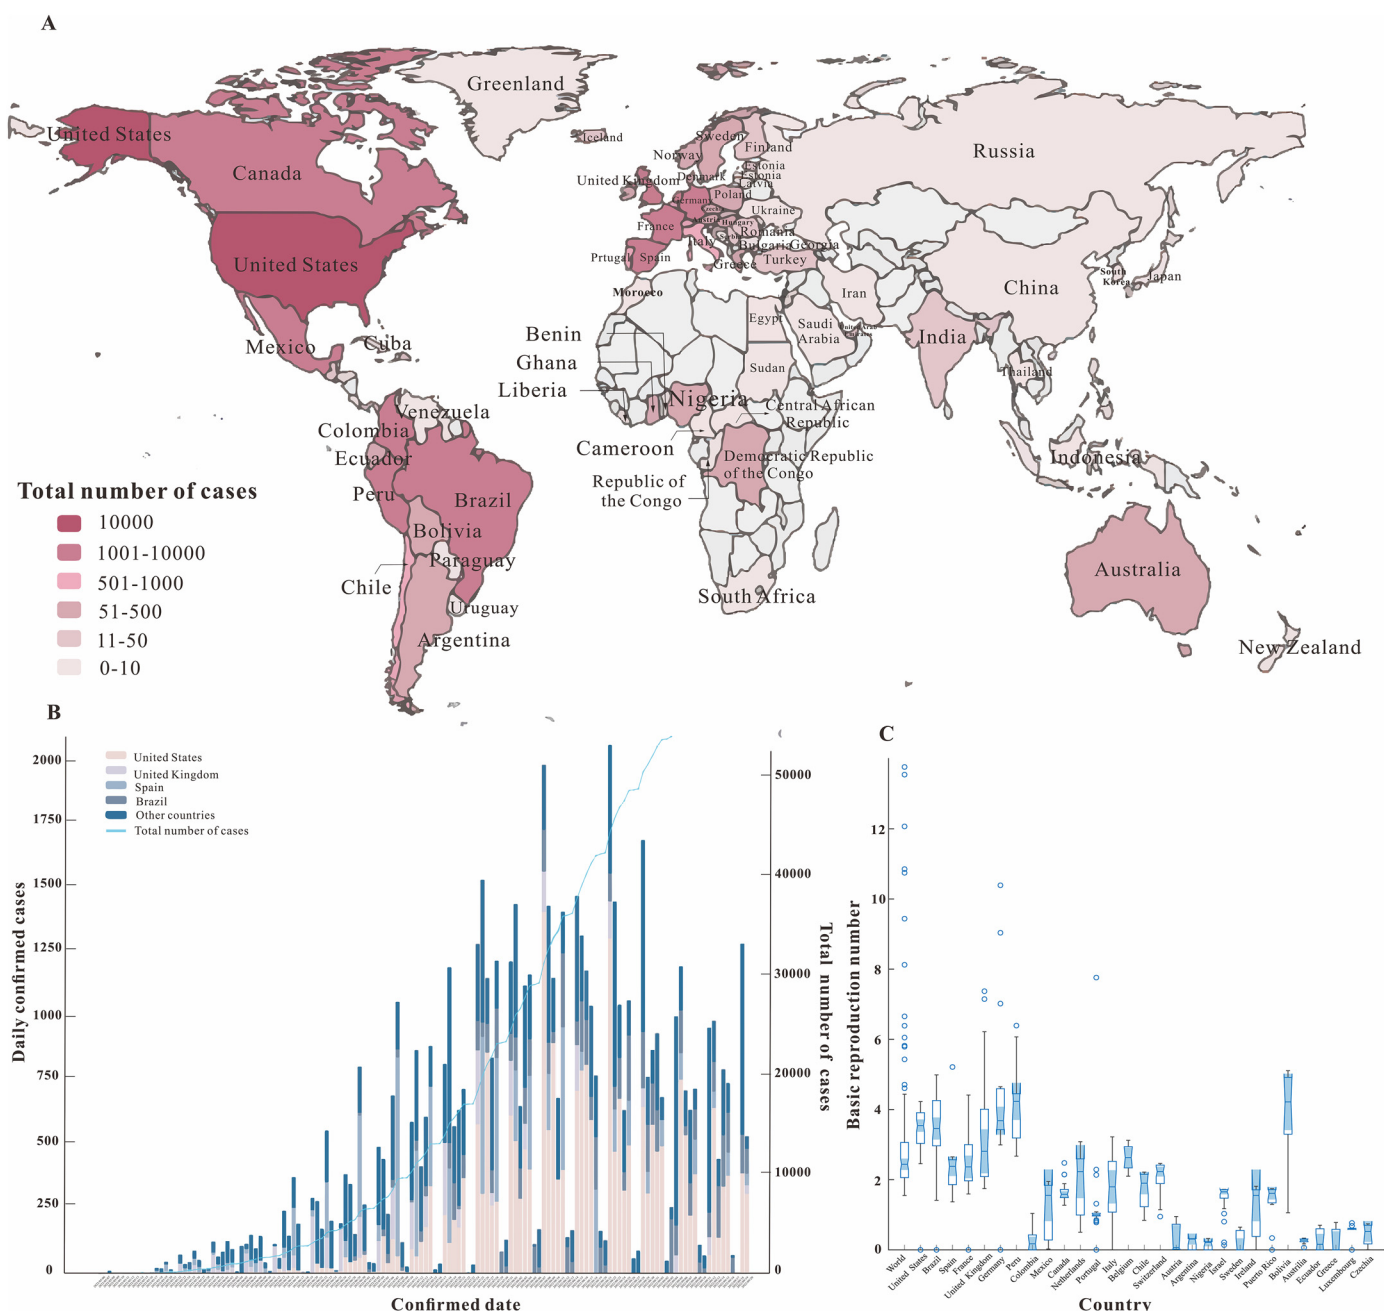 A
Greenland
United States
Iceland
Sweden
Finland
Russia
Canada
Norway
Estonia
Estonia
Latvia
United Kingdom
Denmark
Poland
Germany
Ukraine
Austria
Hungary
France
Romania
Italy
Bulgaria
Georgia
Prtugal
Spain
Greece
Turkey
United States
South
Korea
Japan
China
Morocco
Iran
Egypt
Saudi
Arabia
United Arab
Emirates
India
Benin
Mexico
Cuba
Ghana
Sudan
Thailand
Liberia
Nigeria
Venezuela
Central African
Republic
Colombia
Cameroon
Ecuador
Democratic Republic
of the Congo
Indonesia
Republic of
the Congo
Peru
Brazil
Bolivia
Paraguay
Australia
Chile
South Africa
Uruguay
Argentina
New Zealand
Total number of cases
10000
1001-10000
501-1000
51-500
11-50
0-10
B
2000
1750
1500
1250
1000
750
500
250
0
Daily confirmed cases
United States
United Kingdom
Spain
Brazil
Other countries
Total number of cases
50000
40000
30000
20000
10000
0
Total number of cases
Confirmed date
C
12
10
8
6
4
2
0
Basic reproduction number
World
United States
Brazil
Spain
France
United Kingdom
Germany
Peru
Colombia
Mexico
Canada
Netherlands
Portugal
Italy
Belgium
Chile
Switzerland
Austria
Argentina
Nigeria
Israel
Sweden
Ireland
Puerto Rico
Bolivia
Austrilia
Ecuador
Greece
Luxembourg
Czechia
Country